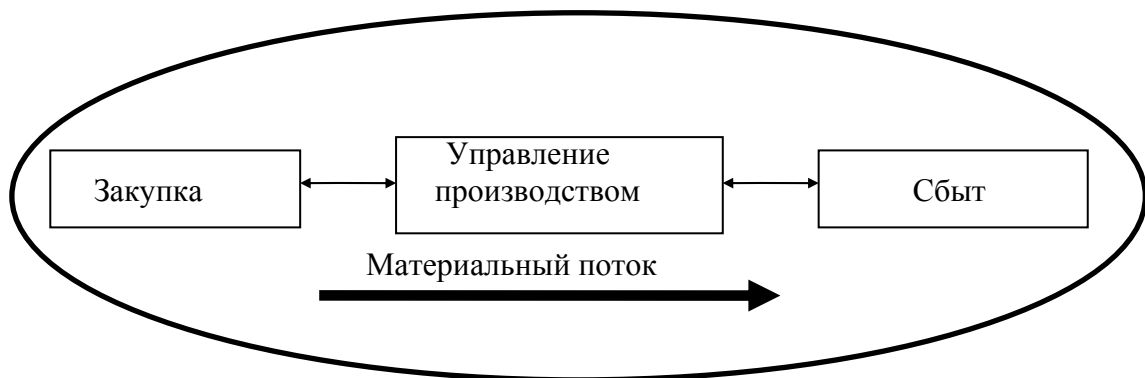 Закупка
Управление
производством
Сбыт
Материальный поток